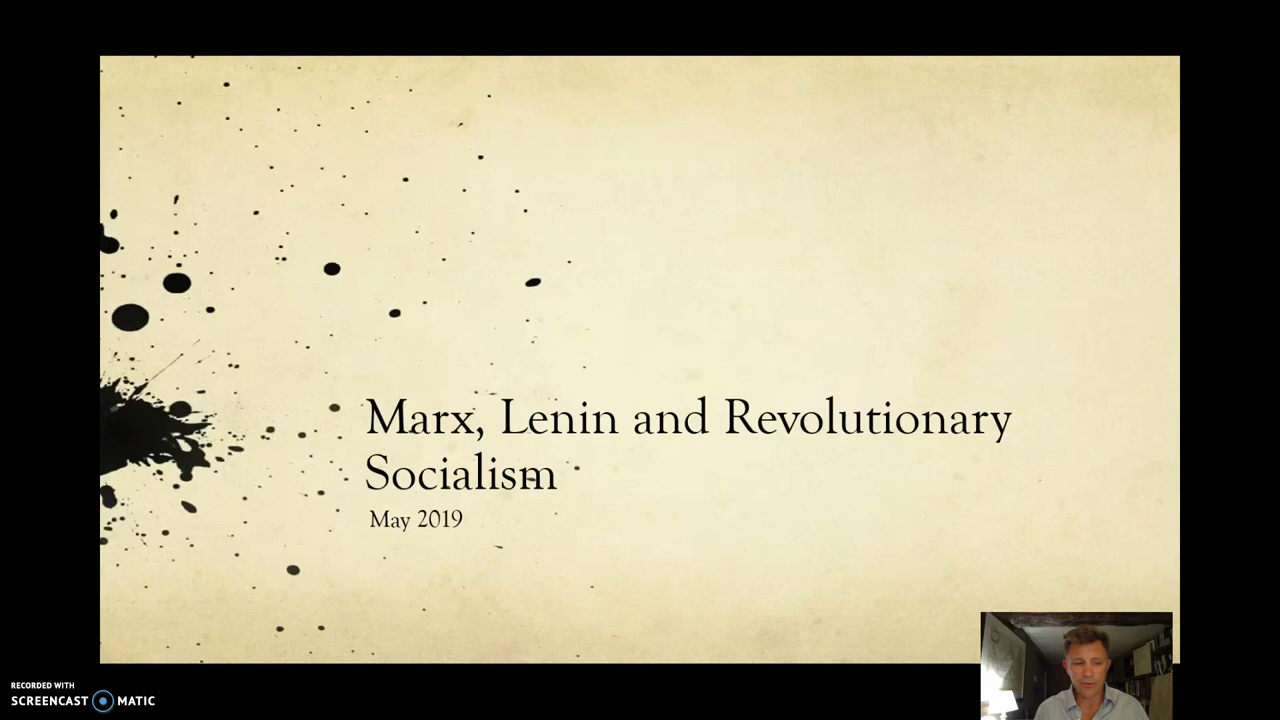 Marx, Lenin and Revolutionary
Socialism
May 2019
RECORDED WITH
SCREENCAST MATIC